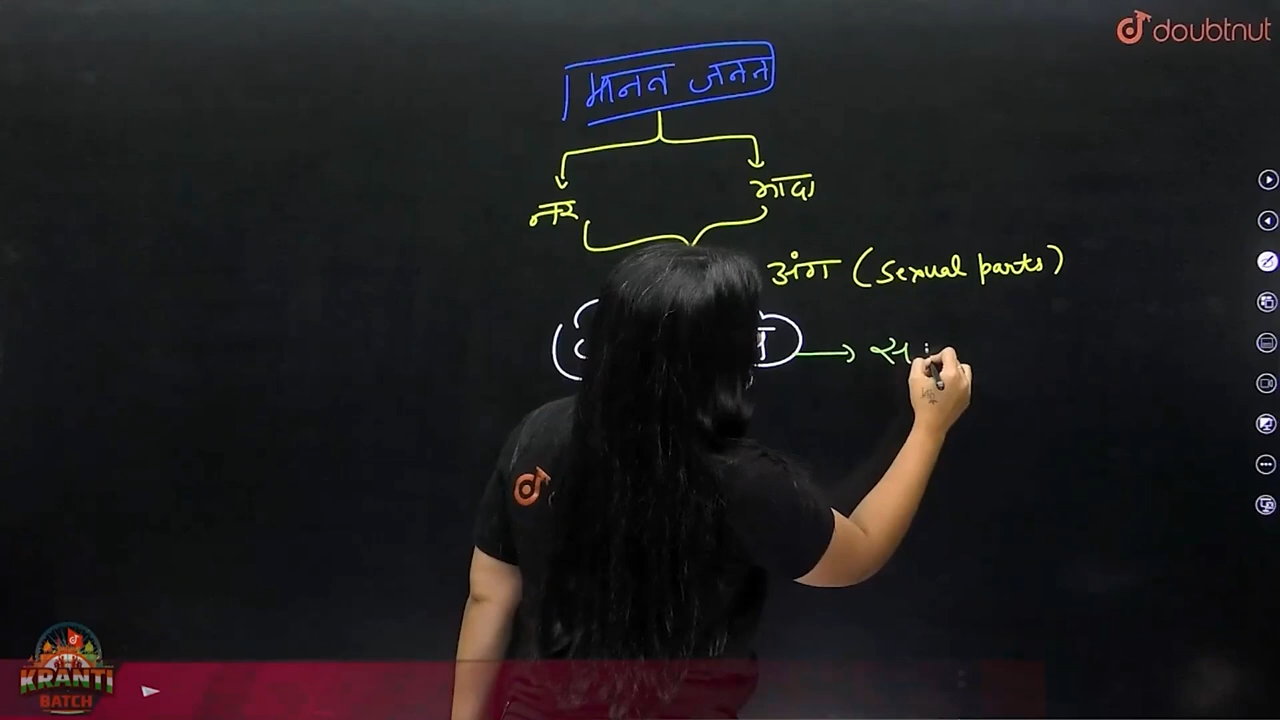 doubtnut
मानव जनन
नर
मादा
अंग (Sexual parts)
KRANTI
BATCH